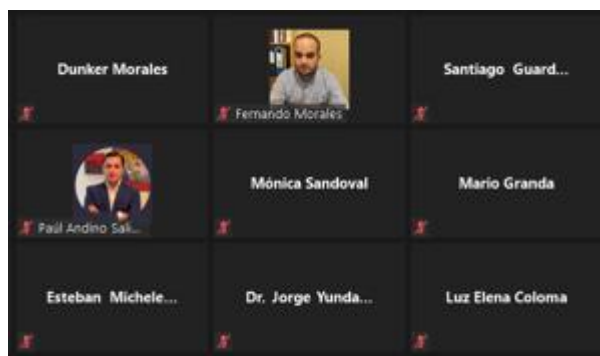 Dunker Morales
Fernando Morales
Santiago Guard...
Paúl Andino Sali...
Mónica Sandoval
Mario Granda
Esteban Michele...
Dr. Jorge Yunda...
Luz Elena Coloma